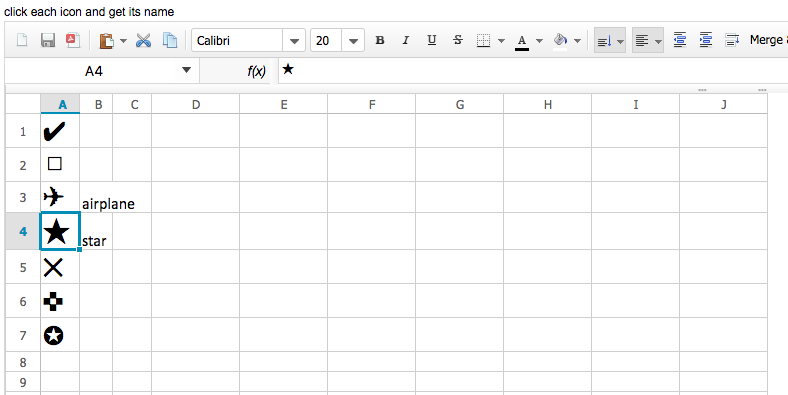 click each icon and get its name
Calibri 20 B I U S A Merge
A4 f(x) ★
A B C D E F G H I J
1 ✔
2 □
3 ✈ airplane
4 ★ star
5 ✕
6 ✜
7 ✪
8
9